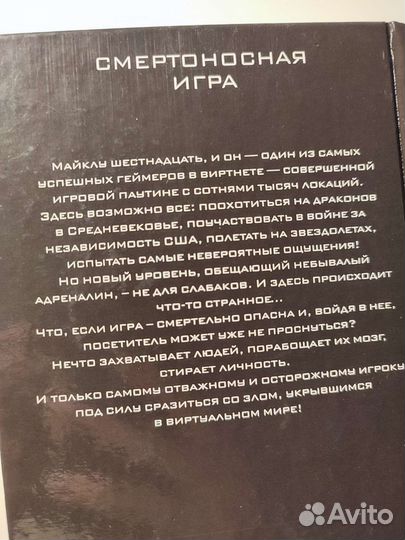 СМЕРТОНОСНАЯ
ИГРА
МАЙКЛУ ШЕСТНАДЦАТЬ, И ОН — ОДИН ИЗ САМЫХ
УСПЕШНЫХ ГЕЙМЕРОВ В ВИРТНЕТЕ — СОВЕРШЕННОЙ
ИГРОВОЙ ПАУТИНЕ С СОТНЯМИ ТЫСЯЧ ЛОКАЦИЙ.
ЗДЕСЬ ВОЗМОЖНО ВСЕ: ПООХОТИТЬСЯ НА ДРАКОНОВ
В СРЕДНЕВЕКОВЬЕ, ПОУЧАСТВОВАТЬ В ВОЙНЕ ЗА
НЕЗАВИСИМОСТЬ США, ПОЛЕТАТЬ НА ЗВЕЗДОЛЕТАХ,
ИСПЫТАТЬ САМЫЕ НЕВЕРОЯТНЫЕ ОЩУЩЕНИЯ!
НО НОВЫЙ УРОВЕНЬ, ОБЕЩАЮЩИЙ НЕБЫВАЛЫЙ
АДРЕНАЛИН, – НЕ ДЛЯ СЛАБАКОВ. И ЗДЕСЬ ПРОИСХОДИТ
ЧТО-ТО СТРАННОЕ...
ЧТО, ЕСЛИ ИГРА – СМЕРТЕЛЬНО ОПАСНА И, ВОЙДЯ В НЕЕ,
ПОСЕТИТЕЛЬ МОЖЕТ УЖЕ НЕ ПРОСНУТЬСЯ?
НЕЧТО ЗАХВАТЫВАЕТ ЛЮДЕЙ, ПОРАБОЩАЕТ ИХ МОЗГ,
СТИРАЕТ ЛИЧНОСТЬ.
И ТОЛЬКО САМОМУ ОТВАЖНОМУ И ОСТОРОЖНОМУ ИГРОКУ
ПОД СИЛУ СРАЗИТЬСЯ СО ЗЛОМ, УКРЫВШИМСЯ
В ВИРТУАЛЬНОМ МИРЕ!
Avito